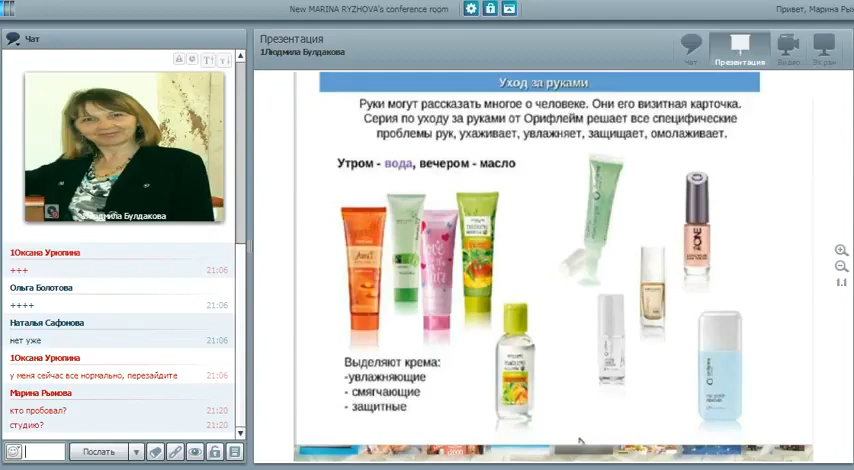 New MARINA RYZHOVA's conference room
Привет, Марина Рыж
Чат
Людмила Булдакова
1Оксана Урюпина
+++
21:06
Ольга Болотова
++++
21:06
Наталья Сафонова
нет уже
21:06
1Оксана Урюпина
у меня сейчас все нормально, перезайдите
21:06
Марина Рыжова
кто пробовал?
21:20
студию?
21:20
Послать
Презентация
1Людмила Булдакова
Чат
Презентация
Видео
Экран
Уход за руками
Руки могут рассказать многое о человеке. Они его визитная карточка.
Серия по уходу за руками от Орифлейм решает все специфические
проблемы рук, ухаживает, увлажняет, защищает, омолаживает.
Утром - вода, вечером - масло
ONE
Выделяют крема:
-увлажняющие
- смягчающие
- защитные
1:1